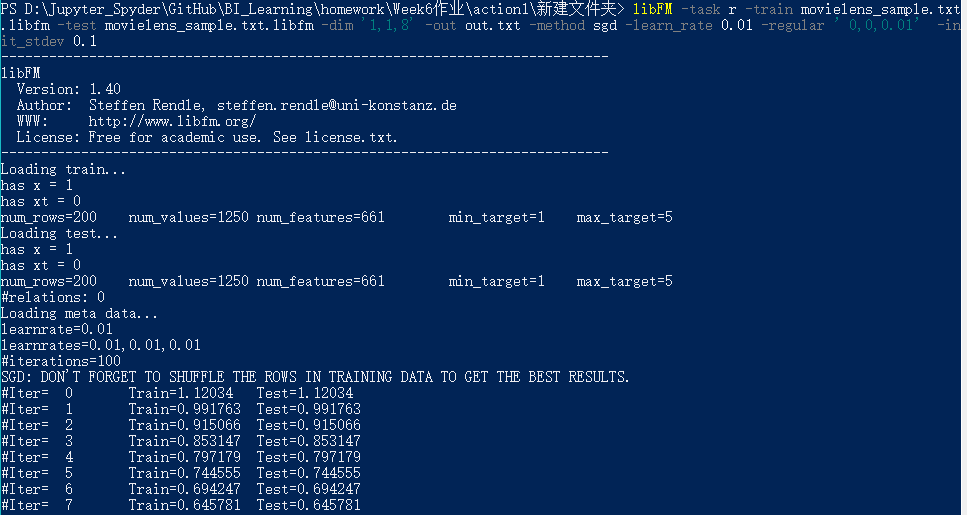 PS D:\Jupyter_Spyder\GitHub\BI_Learning\homework\Week6作业\action1\新建文件夹> libFM -task r -train movielens_sample.txt
.libfm -test movielens_sample.txt.libfm -dim '1,1,8' -out out.txt -method sgd -learn_rate 0.01 -regular ' 0,0,0.01' -in
it_stdev 0.1
----------------------------------------------------------------------------
libFM
  Version: 1.40
  Author:  Steffen Rendle, steffen.rendle@uni-konstanz.de
  WWW:     http://www.libfm.org/
  License: Free for academic use. See license.txt.
----------------------------------------------------------------------------
Loading train...
has x = 1
has xt = 0
num_rows=200    num_values=1250 num_features=661        min_target=1    max_target=5
Loading test...
has x = 1
has xt = 0
num_rows=200    num_values=1250 num_features=661        min_target=1    max_target=5
#relations: 0
Loading meta data...
learnrate=0.01
learnrates=0.01,0.01,0.01
#iterations=100
SGD: DON'T FORGET TO SHUFFLE THE ROWS IN TRAINING DATA TO GET THE BEST RESULTS.
#Iter=  0       Train=1.12034   Test=1.12034
#Iter=  1       Train=0.991763  Test=0.991763
#Iter=  2       Train=0.915066  Test=0.915066
#Iter=  3       Train=0.853147  Test=0.853147
#Iter=  4       Train=0.797179  Test=0.797179
#Iter=  5       Train=0.744555  Test=0.744555
#Iter=  6       Train=0.694247  Test=0.694247
#Iter=  7       Train=0.645781  Test=0.645781